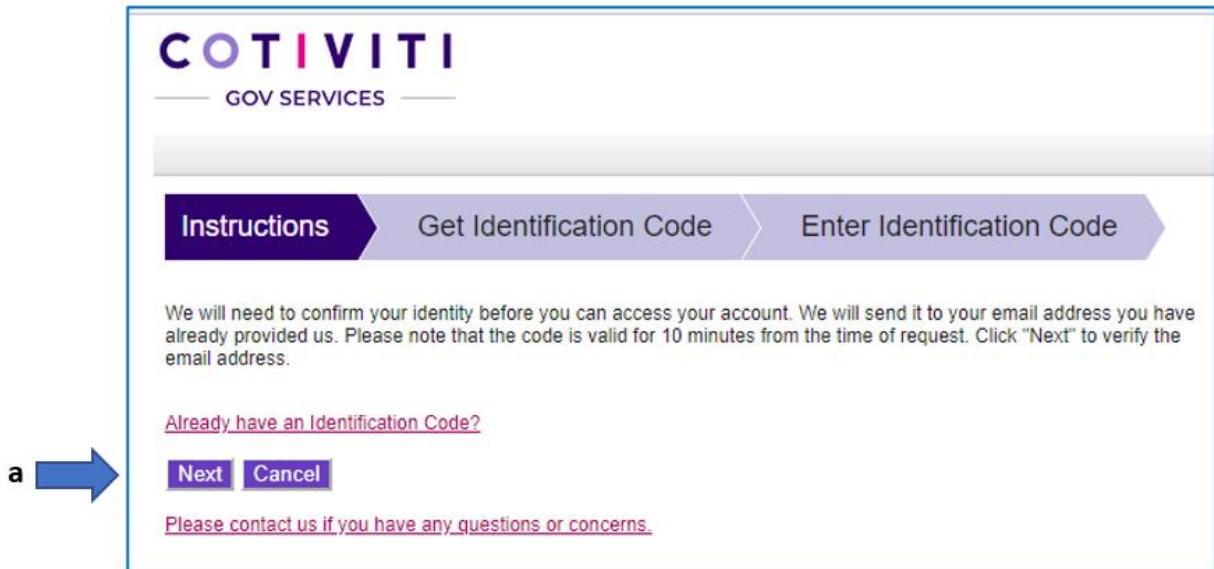 COTIVITI
GOV SERVICES
Instructions Get Identification Code Enter Identification Code
We will need to confirm your identity before you can access your account. We will send it to your email address you have
already provided us. Please note that the code is valid for 10 minutes from the time of request. Click "Next" to verify the
email address.
Already have an Identification Code?
a Next Cancel
Please contact us if you have any questions or concerns.